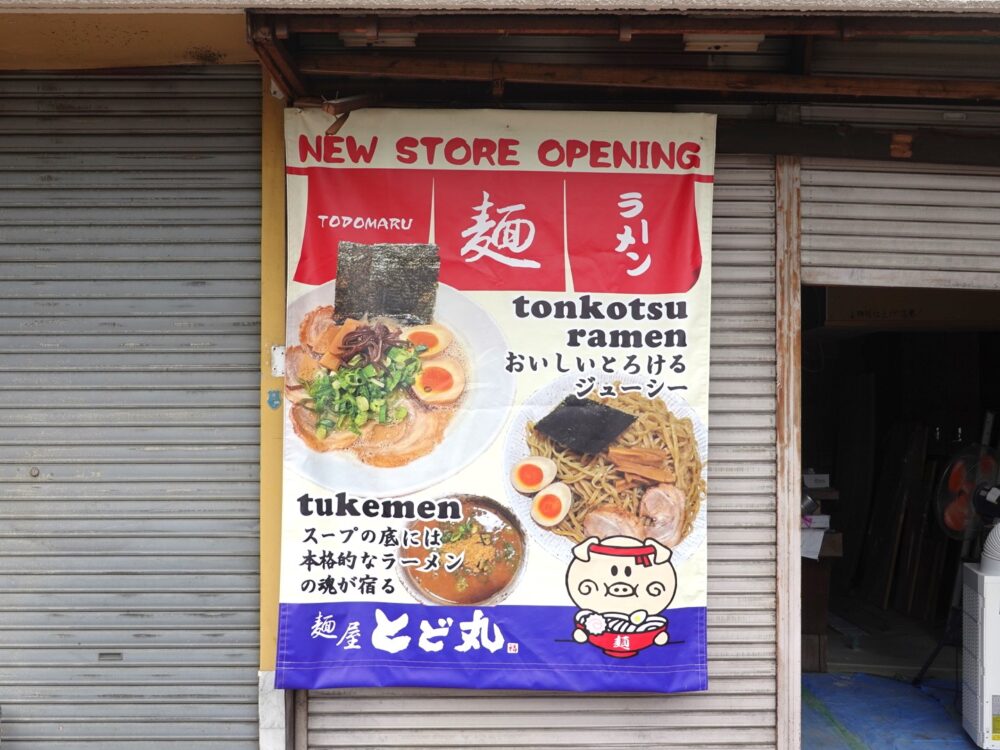 NEW STORE OPENING
TODOMARU
麺
ラーメン
tonkotsu
ramen
おいしいとろける
ジューシー
tukemen
スープの底には
本格的なラーメン
の魂が宿る
麺屋 とど丸
麺